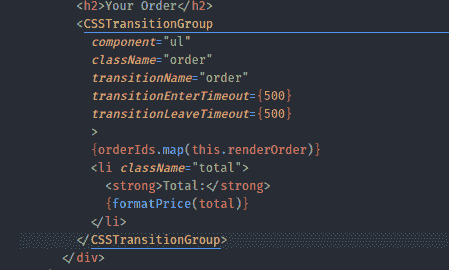 <h2>Your Order</h2>
<CSSTransitionGroup
component="ul"
className="order"
transitionName="order"
transitionEnterTimeout={500}
transitionLeaveTimeout={500}
>
{orderIds.map(this.renderOrder)}
<li className="total">
<strong>Total:</strong>
{formatPrice(total)}
</li>
</CSSTransitionGroup>
</div>